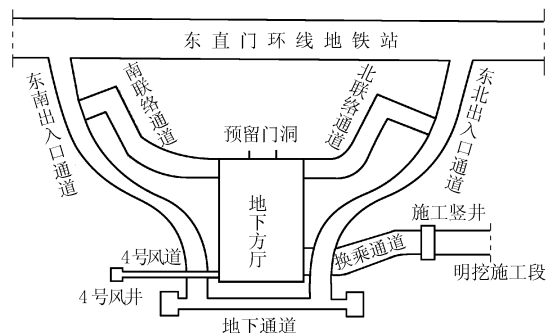 东直门环线地铁站
东南出入口通道
南联络通道
北联络通道
东北出入口通道
预留门洞
地下方厅
施工竖井
换乘通道
4号风道
明挖施工段
4号风井
地下通道